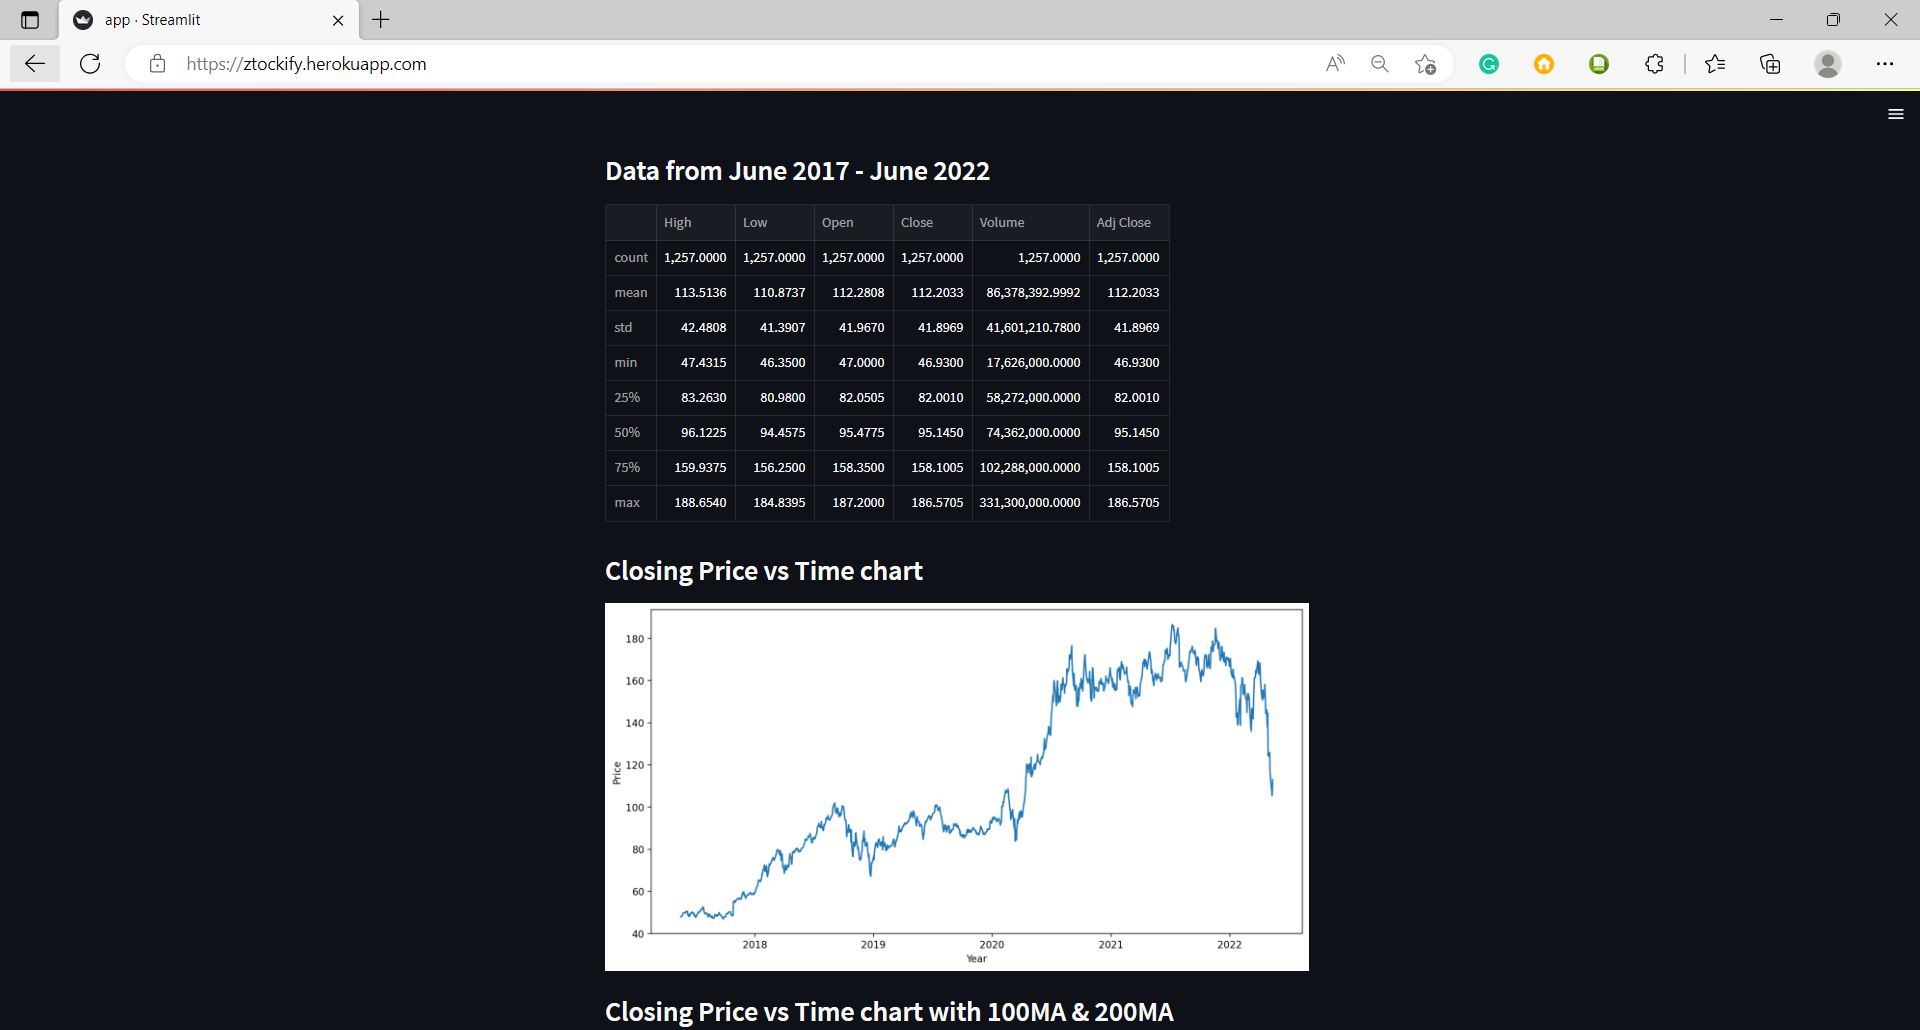 app · Streamlit
https://ztockify.herokuapp.com
Data from June 2017 - June 2022
High Low Open Close Volume Adj Close
count 1,257.0000 1,257.0000 1,257.0000 1,257.0000 1,257.0000 1,257.0000
mean 113.5136 110.8737 112.2808 112.2033 86,378,392.9992 112.2033
std 42.4808 41.3907 41.9670 41.8969 41,601,210.7800 41.8969
min 47.4315 46.3500 47.0000 46.9300 17,626,000.0000 46.9300
25% 83.2630 80.9800 82.0505 82.0010 58,272,000.0000 82.0010
50% 96.1225 94.4575 95.4775 95.1450 74,362,000.0000 95.1450
75% 159.9375 156.2500 158.3500 158.1005 102,288,000.0000 158.1005
max 188.6540 184.8395 187.2000 186.5705 331,300,000.0000 186.5705
Closing Price vs Time chart
180
160
140
120
100
80
60
40
Price
2018 2019 2020 2021 2022
Year
Closing Price vs Time chart with 100MA & 200MA